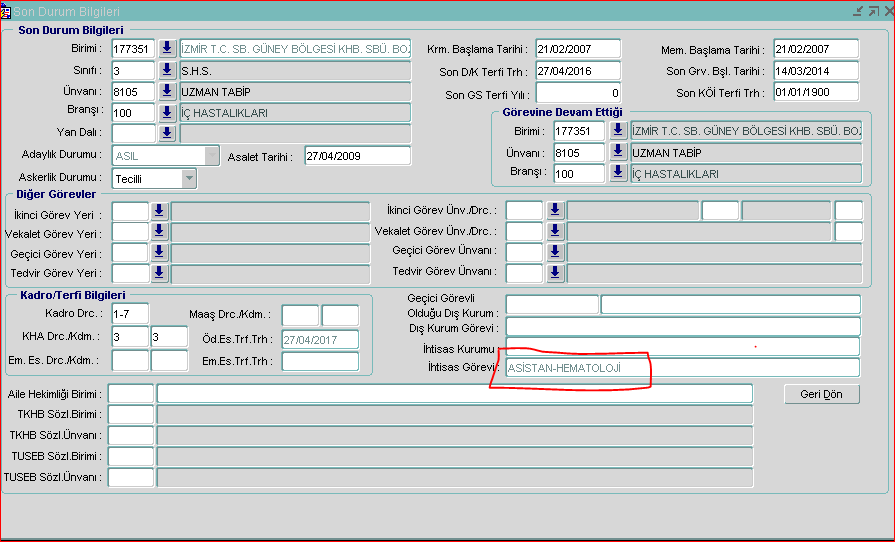 Son Durum Bilgileri
Son Durum Bilgileri
Birimi : 177351 İZMİR T.C. SB. GÜNEY BÖLGESİ KHB. SBÜ. BOZ
Krm. Başlama Tarihi : 21/02/2007
Mem. Başlama Tarihi : 21/02/2007
Sınıfı : 3 S.H.S.
Son D/K Terfi Trh : 27/04/2016
Son Grv. Bşl. Tarihi : 14/03/2014
Ünvanı : 8105 UZMAN TABİP
Son GS Terfi Yılı : 0
Son KÖİ Terfi Trh : 01/01/1900
Branşı : 100 İÇ HASTALIKLARI
Yan Dalı :
Adaylık Durumu : ASIL Asalet Tarihi : 27/04/2009
Askerlik Durumu : Tecilli
Görevine Devam Ettiği
Birimi : 177351 İZMİR T.C. SB. GÜNEY BÖLGESİ KHB. SBÜ. BOZ
Ünvanı : 8105 UZMAN TABİP
Branşı : 100 İÇ HASTALIKLARI
Diğer Görevler
İkinci Görev Yeri :
İkinci Görev Ünv./Drc. :
Vekalet Görev Yeri :
Vekalet Görev Ünv./Drc. :
Geçici Görev Yeri :
Geçici Görev Ünvanı :
Tedvir Görev Yeri :
Tedvir Görev Ünvanı :
Kadro/Terfi Bilgileri
Kadro Drc. : 1-7 Maaş Drc./Kdm. :
KHA Drc./Kdm. : 3 3 Öd.Es.Trf.Trh : 27/04/2017
Em. Es. Drc./Kdm. : Em.Es.Trf.Trh :
Geçici Görevli
Olduğu Dış Kurum :
Dış Kurum Görevi :
İhtisas Kurumu :
İhtisas Görevi : ASİSTAN-HEMATOLOJİ
Aile Hekimliği Birimi :
Geri Dön
TKHB Sözl.Birimi :
TKHB Sözl.Ünvanı :
TUSEB Sözl.Birimi :
TUSEB Sözl.Ünvanı :